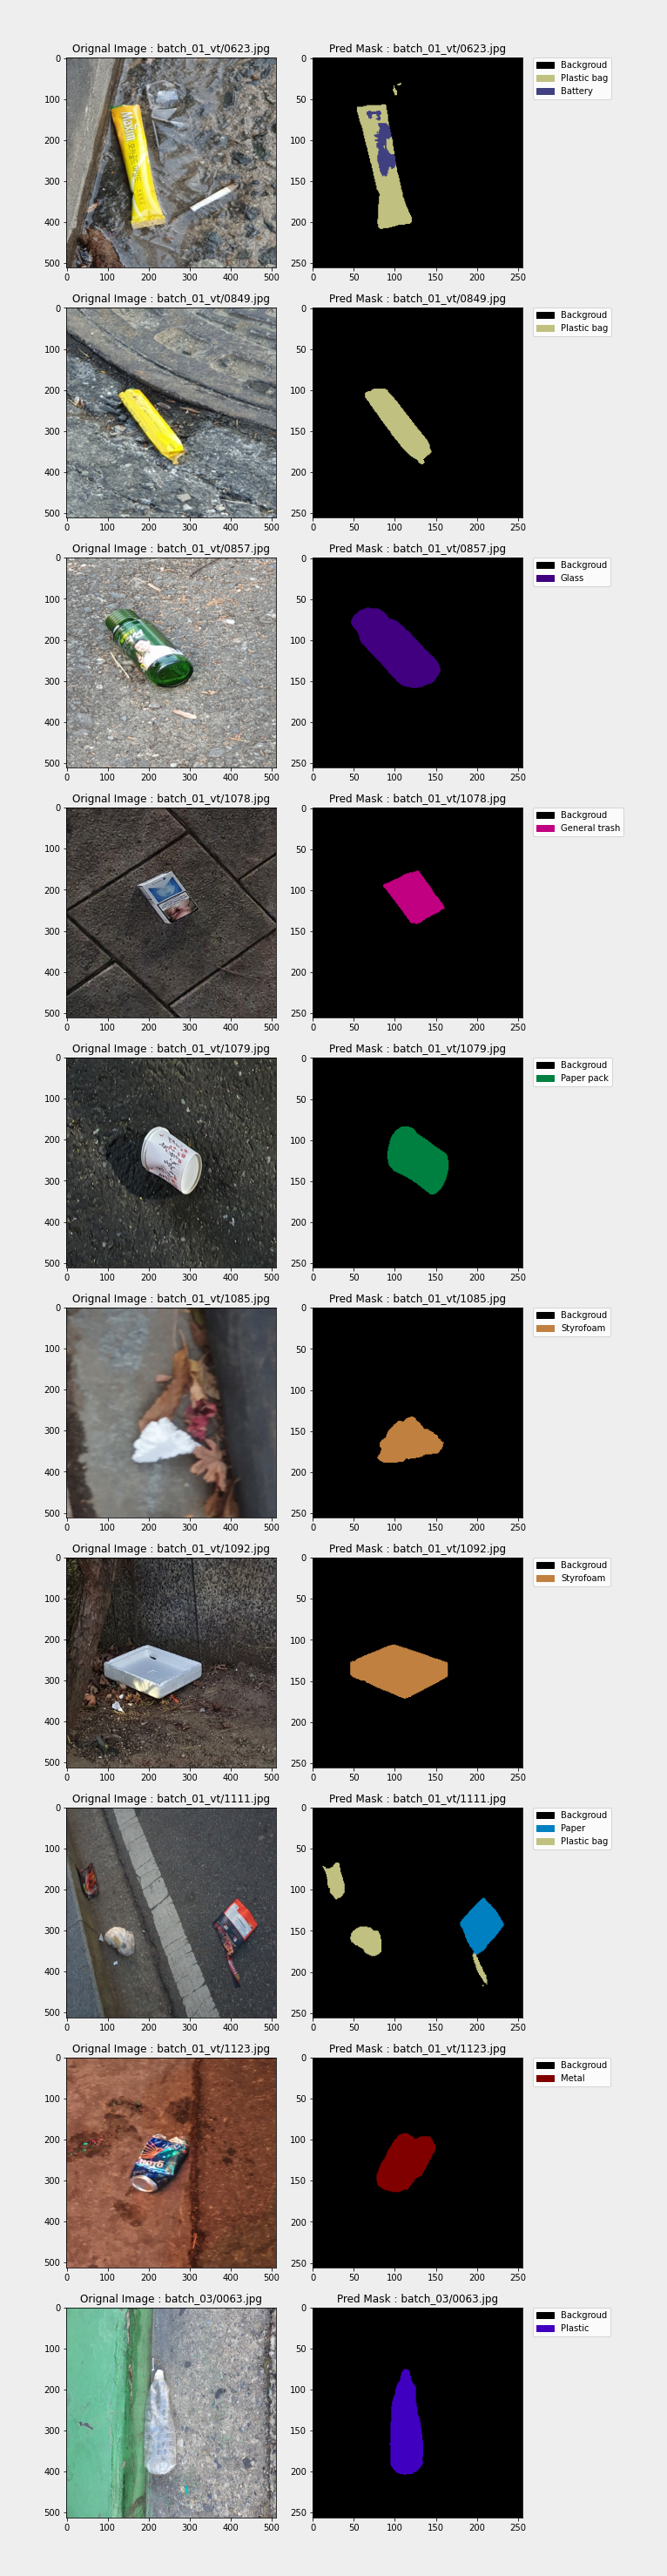 Orignal Image : batch_01_vt/0623.jpg
Pred Mask : batch_01_vt/0623.jpg
0
100
200
300
400
500
0 100 200 300 400 500
Maxim
0
50
100
150
200
250
0 50 100 150 200 250
Backgroud
Plastic bag
Battery
Orignal Image : batch_01_vt/0849.jpg
Pred Mask : batch_01_vt/0849.jpg
0
100
200
300
400
500
0 100 200 300 400 500
0
50
100
150
200
250
0 50 100 150 200 250
Backgroud
Plastic bag
Orignal Image : batch_01_vt/0857.jpg
Pred Mask : batch_01_vt/0857.jpg
0
100
200
300
400
500
0 100 200 300 400 500
0
50
100
150
200
250
0 50 100 150 200 250
Backgroud
Glass
Orignal Image : batch_01_vt/1078.jpg
Pred Mask : batch_01_vt/1078.jpg
0
100
200
300
400
500
0 100 200 300 400 500
0
50
100
150
200
250
0 50 100 150 200 250
Backgroud
General trash
Orignal Image : batch_01_vt/1079.jpg
Pred Mask : batch_01_vt/1079.jpg
0
100
200
300
400
500
0 100 200 300 400 500
0
50
100
150
200
250
0 50 100 150 200 250
Backgroud
Paper pack
Orignal Image : batch_01_vt/1085.jpg
Pred Mask : batch_01_vt/1085.jpg
0
100
200
300
400
500
0 100 200 300 400 500
0
50
100
150
200
250
0 50 100 150 200 250
Backgroud
Styrofoam
Orignal Image : batch_01_vt/1092.jpg
Pred Mask : batch_01_vt/1092.jpg
0
100
200
300
400
500
0 100 200 300 400 500
0
50
100
150
200
250
0 50 100 150 200 250
Backgroud
Styrofoam
Orignal Image : batch_01_vt/1111.jpg
Pred Mask : batch_01_vt/1111.jpg
0
100
200
300
400
500
0 100 200 300 400 500
0
50
100
150
200
250
0 50 100 150 200 250
Backgroud
Paper
Plastic bag
Orignal Image : batch_01_vt/1123.jpg
Pred Mask : batch_01_vt/1123.jpg
0
100
200
300
400
500
0 100 200 300 400 500
0
50
100
150
200
250
0 50 100 150 200 250
Backgroud
Metal
Orignal Image : batch_03/0063.jpg
Pred Mask : batch_03/0063.jpg
0
100
200
300
400
500
0 100 200 300 400 500
0
50
100
150
200
250
0 50 100 150 200 250
Backgroud
Plastic